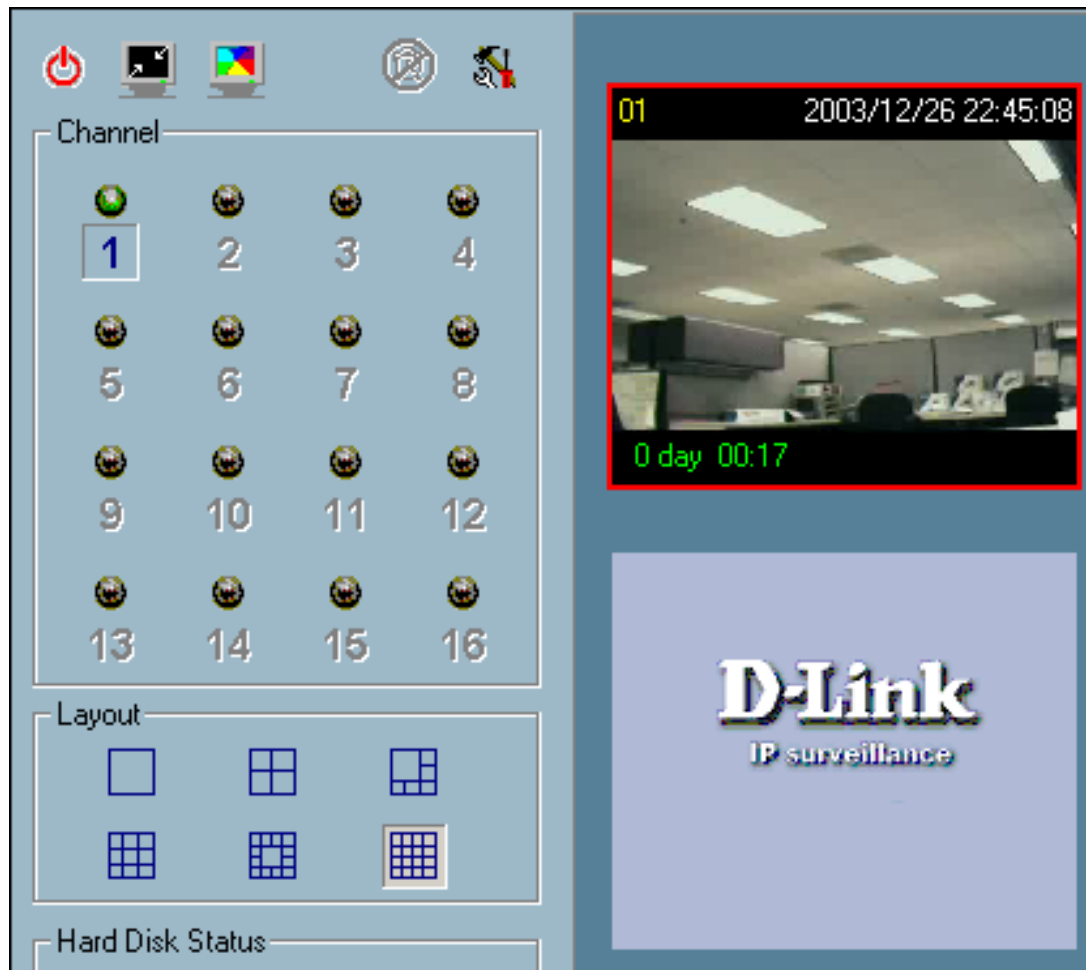 Channel
1 2 3 4
5 6 7 8
9 10 11 12
13 14 15 16
Layout
Hard Disk Status
01 2003/12/26 22:45:08
0 day 00:17
D-Link
IP surveillance